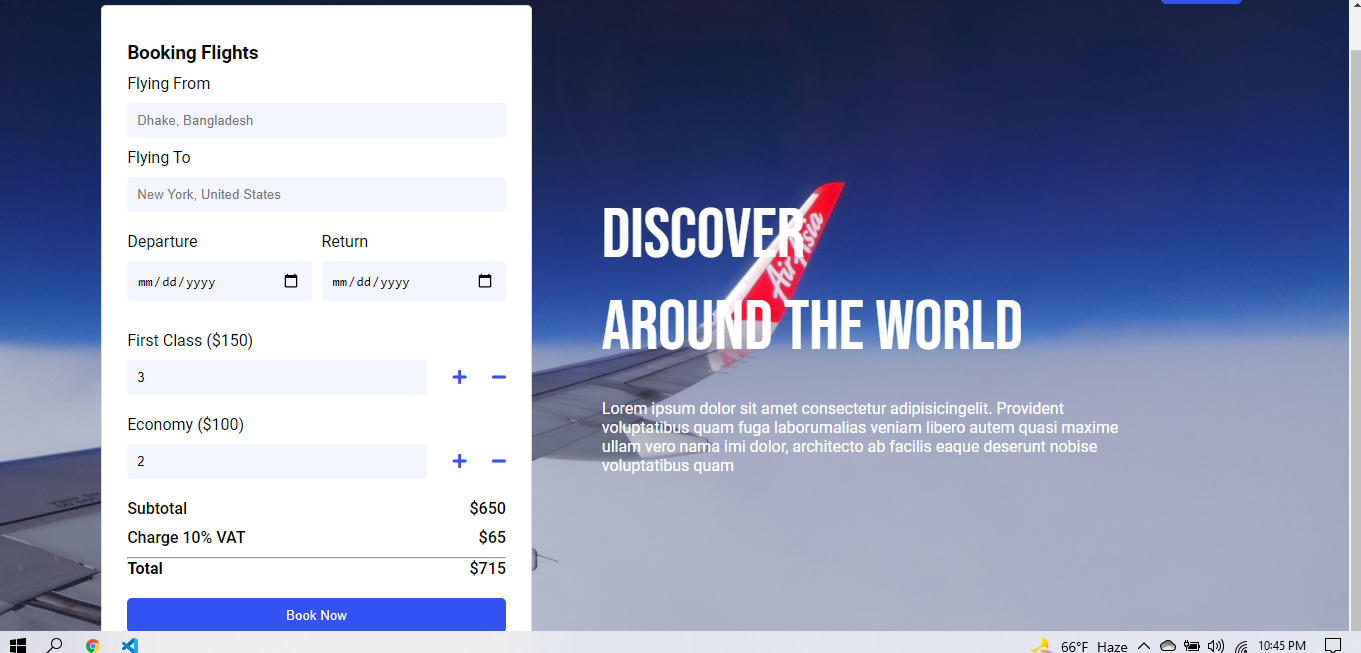 Booking Flights
Flying From
Dhake, Bangladesh
Flying To
New York, United States
Departure Return
mm/dd/yyyy mm/dd/yyyy
First Class ($150)
3
Economy ($100)
2
Subtotal $650
Charge 10% VAT $65
Total $715
Book Now
DISCOVER
AROUND THE WORLD
AirAsia
Lorem ipsum dolor sit amet consectetur adipisicingelit. Provident
voluptatibus quam fuga laborumalias veniam libero autem quasi maxime
ullam vero nama imi dolor, architecto ab facilis eaque deserunt nobise
voluptatibus quam
66°F Haze 10:45 PM